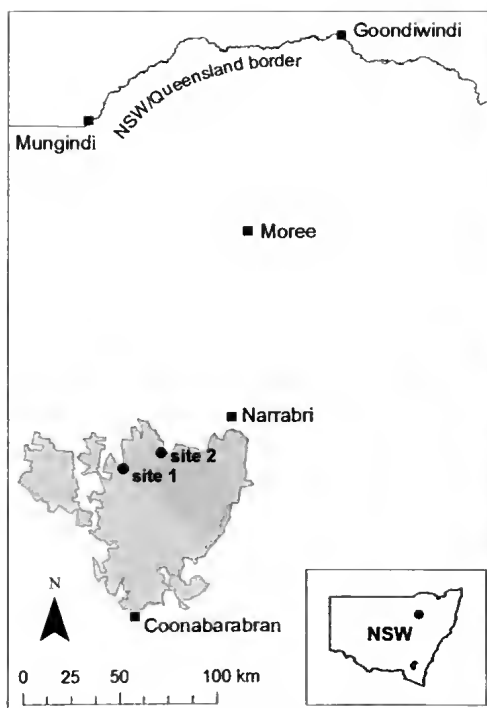 Goondiwindi
NSW/Queensland border
Mungindi
Moree
Narrabri
site 2
site 1
N
Coonabarabran
NSW
0 25 50 100 km